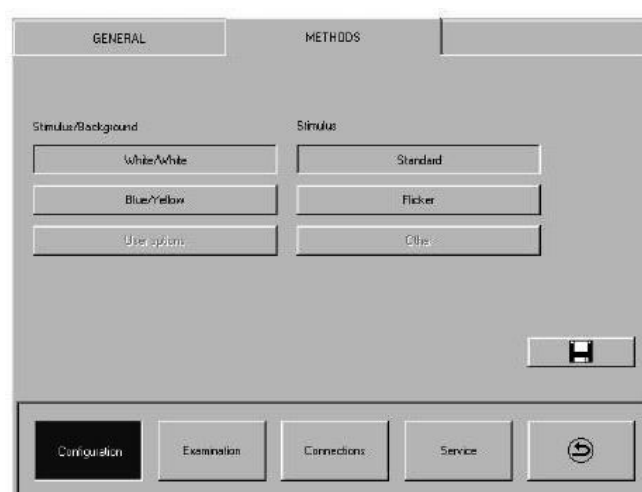 GENERAL METHODS
Stimulus/Background Stimulus
White/White Standard
Blue/Yellow Flicker
User options Other
Configuration Examination Connections Service